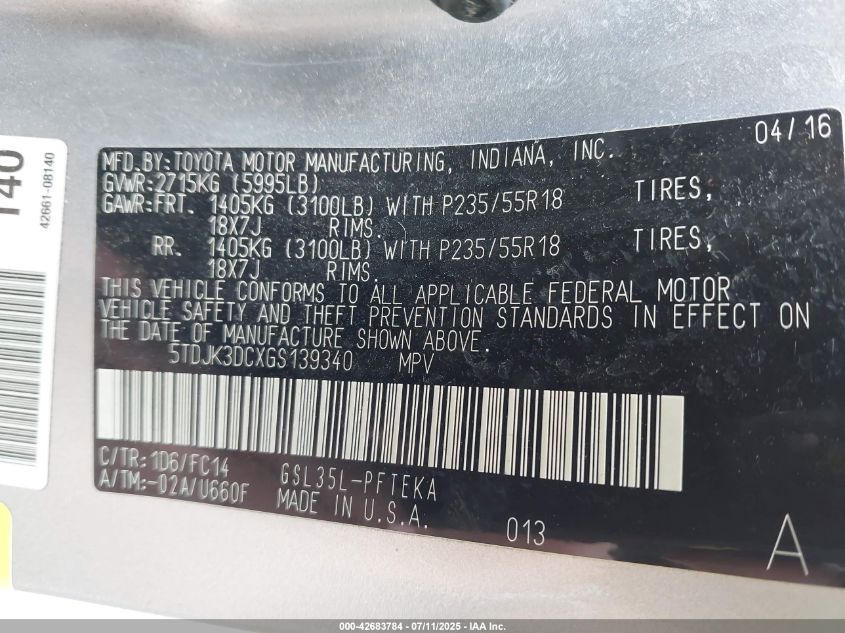 140
42661-08140
04/16
MFD.BY:TOYOTA MOTOR MANUFACTURING, INDIANA, INC.
GVWR:2715KG (5995LB)
GAWR:FRT. 1405KG (3100LB) WITH P235/55R18 TIRES,
18X7J RIMS.
RR. 1405KG (3100LB) WITH P235/55R18 TIRES,
18X7J RIMS.
THIS VEHICLE CONFORMS TO ALL APPLICABLE FEDERAL MOTOR
VEHICLE SAFETY AND THEFT PREVENTION STANDARDS IN EFFECT ON
THE DATE OF MANUFACTURE SHOWN ABOVE.
5TDJK3DCXGS139340 MPV
C/TR:1D6/FC14 GSL35L-PFTEKA
A/TM:-02A/U660F MADE IN U.S.A.
013
A
000-42683784 - 07/11/2025 - IAA Inc.